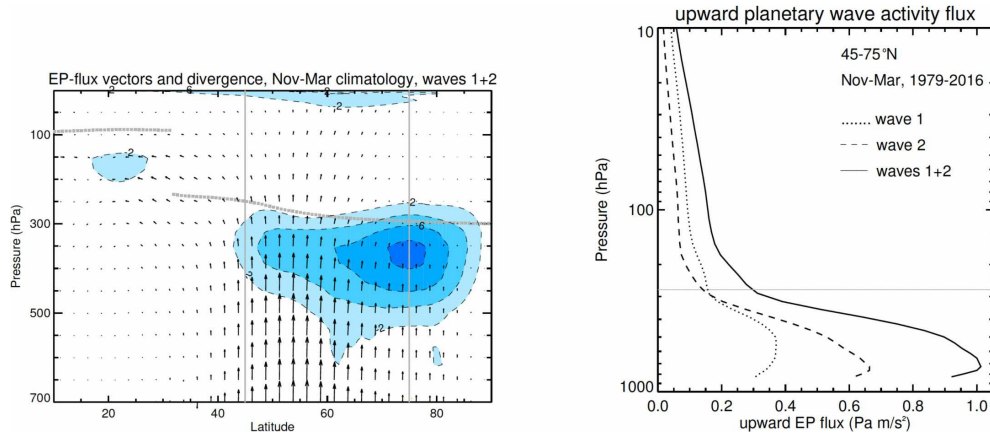 EP-flux vectors and divergence, Nov-Mar climatology, waves 1+2
-2
-6
-2
-2
-2
-2
-6
-2
-2
100
300
500
700
Pressure (hPa)
20
40
60
80
Latitude
upward planetary wave activity flux
45-75°N
Nov-Mar, 1979-2016
wave 1
wave 2
waves 1+2
10
100
1000
Pressure (hPa)
0.0
0.2
0.4
0.6
0.8
1.0
upward EP flux (Pa m/s²)